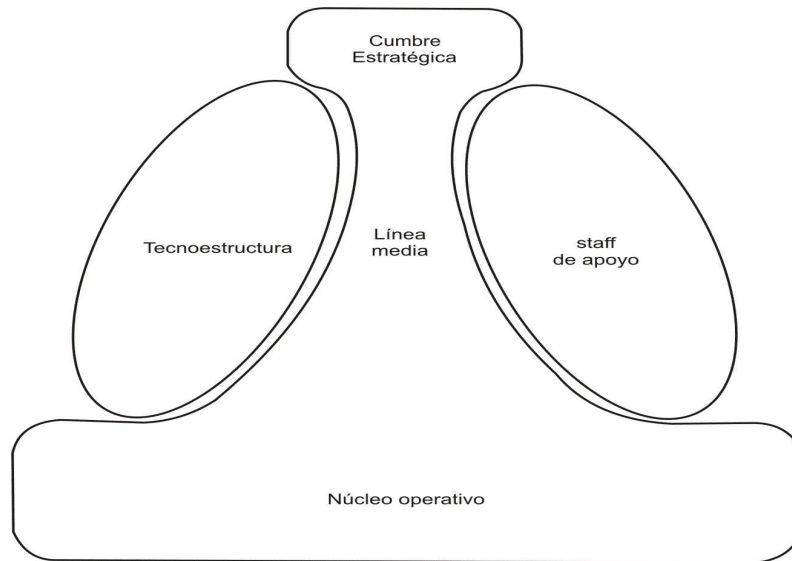 Cumbre
Estratégica
Tecnoestructura
Línea
media
staff
de apoyo
Núcleo operativo